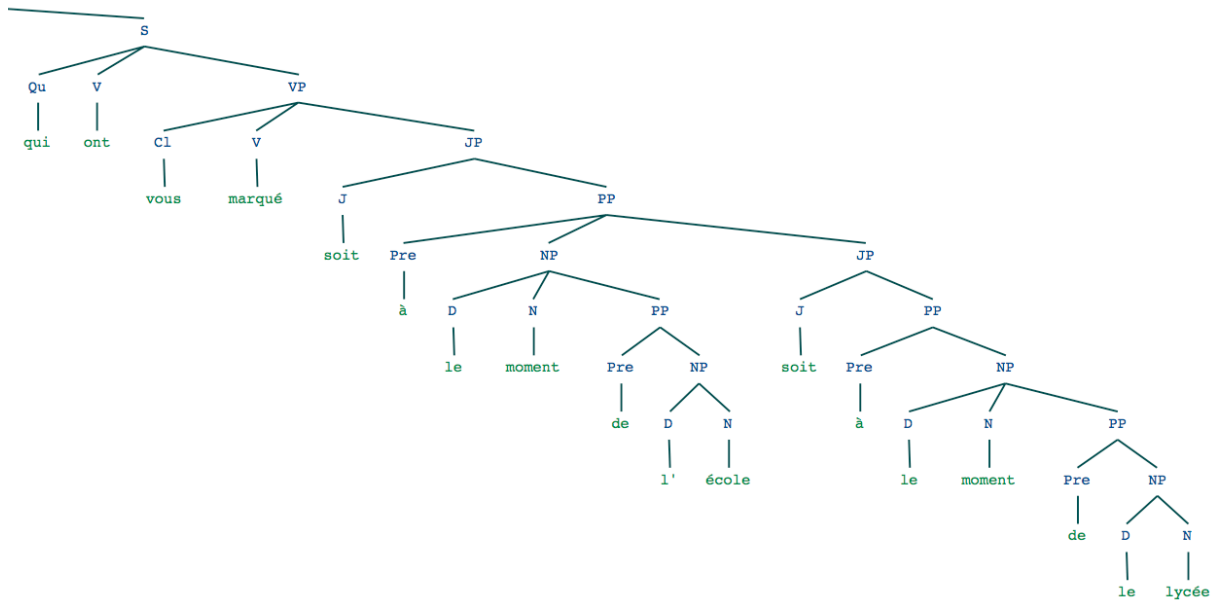 S
Qu V VP
qui ont Cl V JP
vous marqué J PP
soit Pre NP JP
à D N PP J PP
le moment Pre NP soit Pre NP
de D N à D N PP
l' école le moment Pre NP
de D N
le lycée